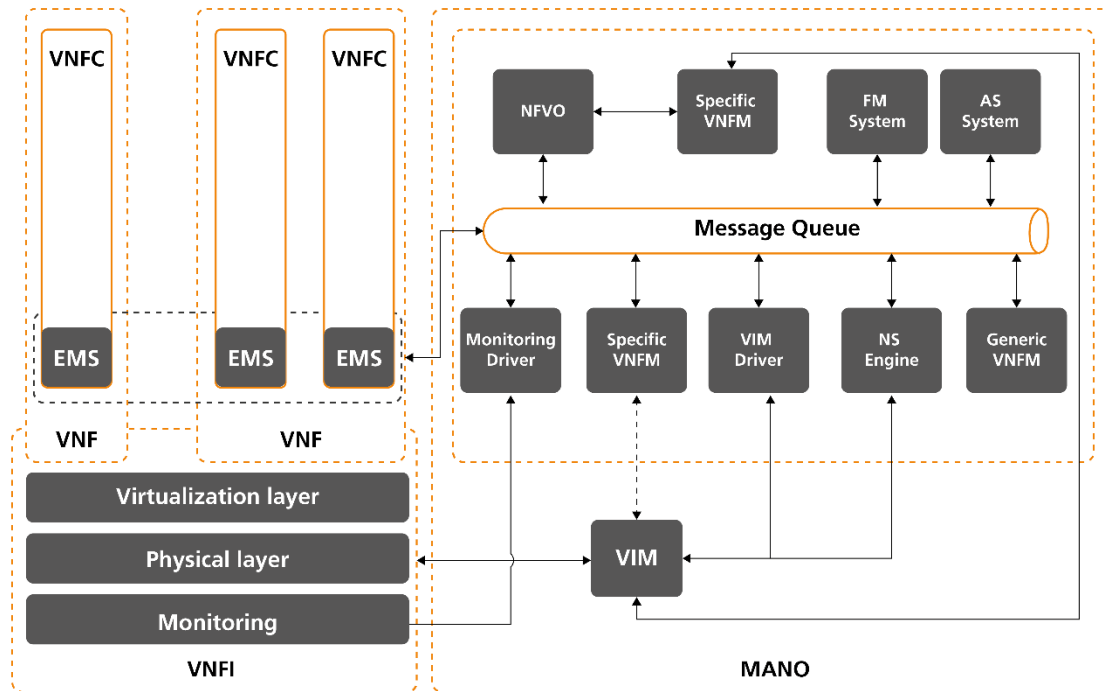 VNFC
VNFC
VNFC
EMS
EMS
EMS
VNF
VNF
Virtualization layer
Physical layer
Monitoring
VNFI
NFVO
Specific
VNFM
FM
System
AS
System
Message Queue
Monitoring
Driver
Specific
VNFM
VIM
Driver
NS
Engine
Generic
VNFM
VIM
MANO